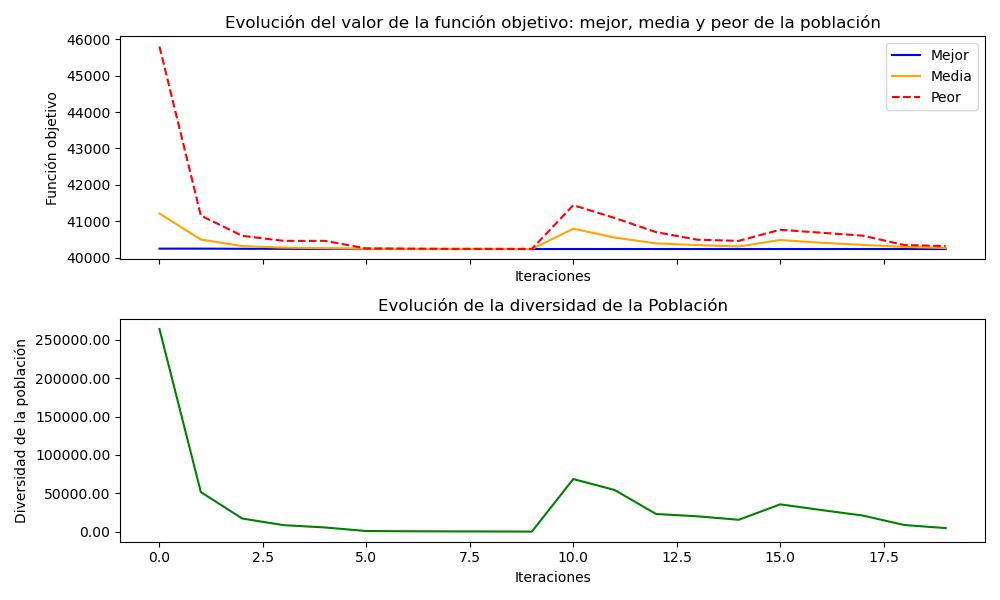 Evolución del valor de la función objetivo: mejor, media y peor de la población
46000
45000
44000
43000
42000
41000
40000
Función objetivo
Mejor
Media
Peor
Iteraciones
Evolución de la diversidad de la Población
250000.00
200000.00
150000.00
100000.00
50000.00
0.00
Diversidad de la población
0.0 2.5 5.0 7.5 10.0 12.5 15.0 17.5
Iteraciones